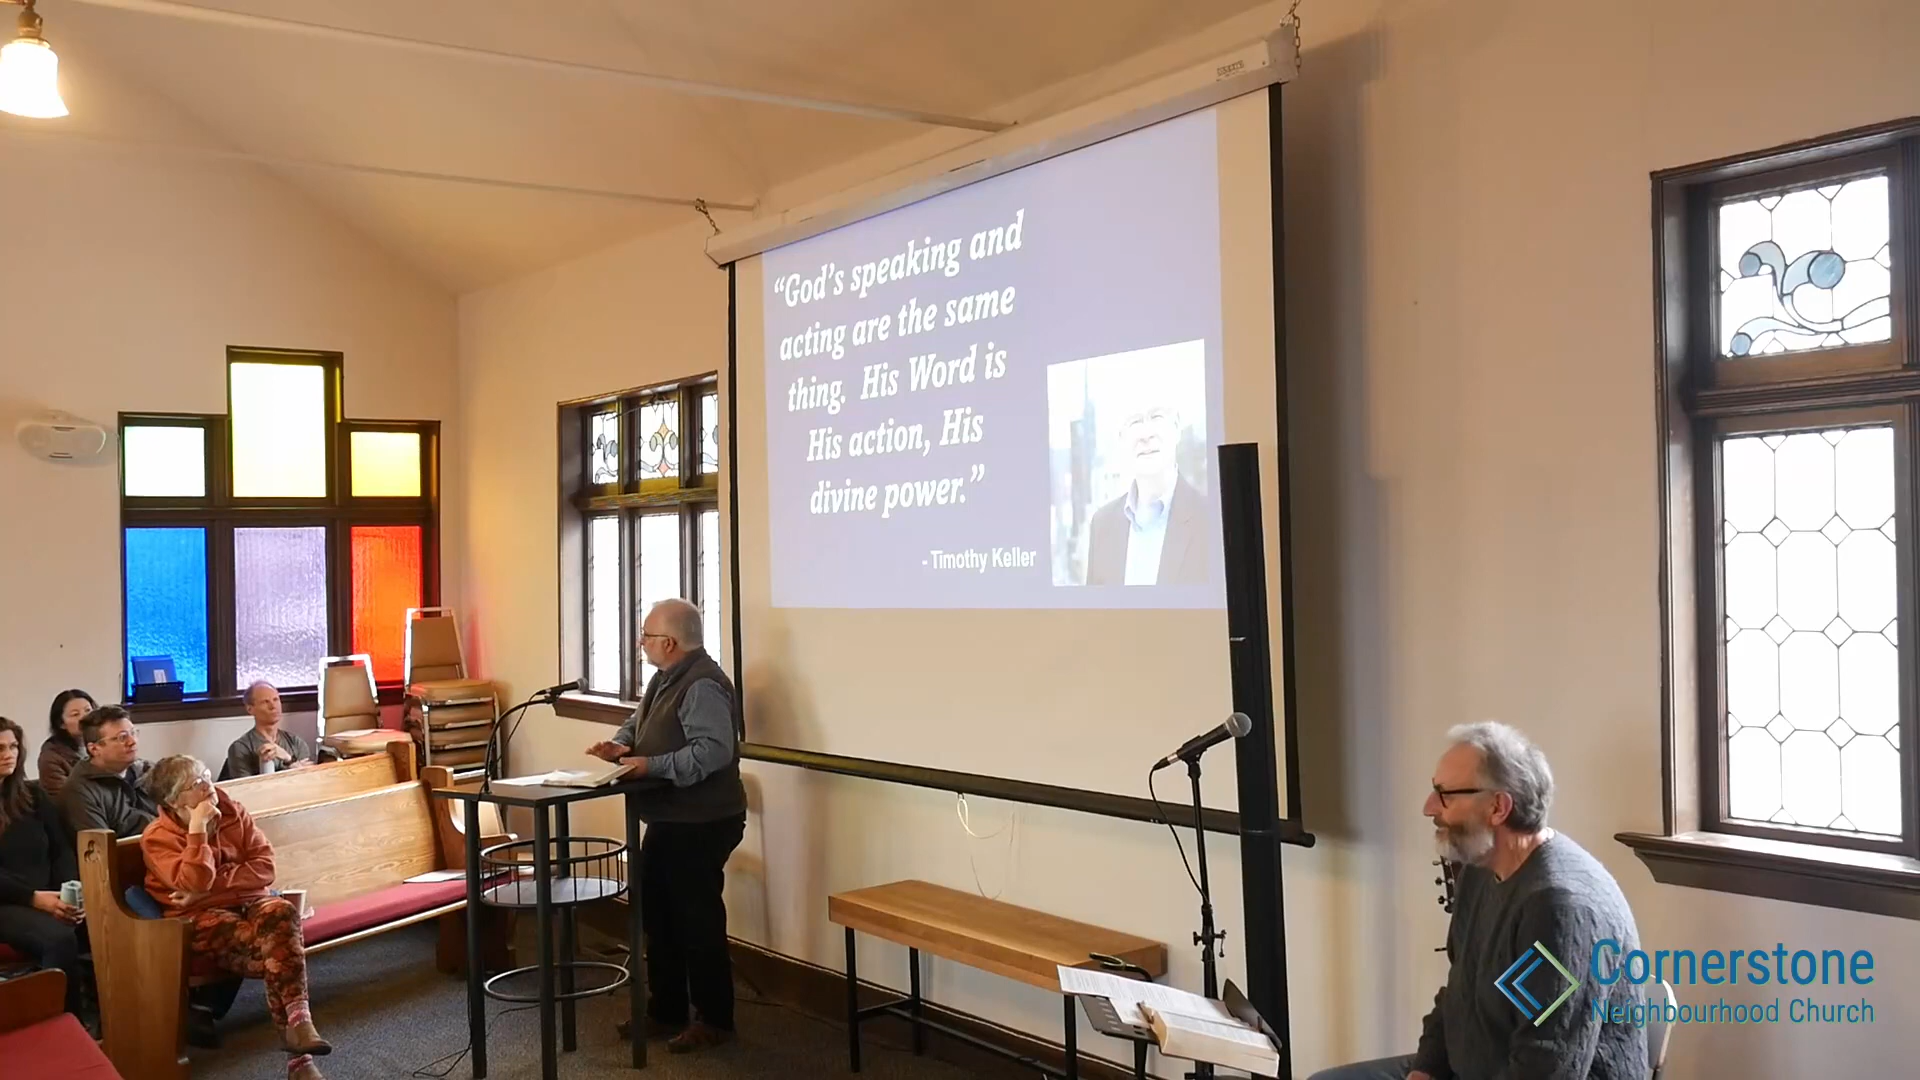 “God’s speaking and
acting are the same
thing. His Word is
His action, His
divine power.”
- Timothy Keller
Cornerstone
Neighbourhood Church